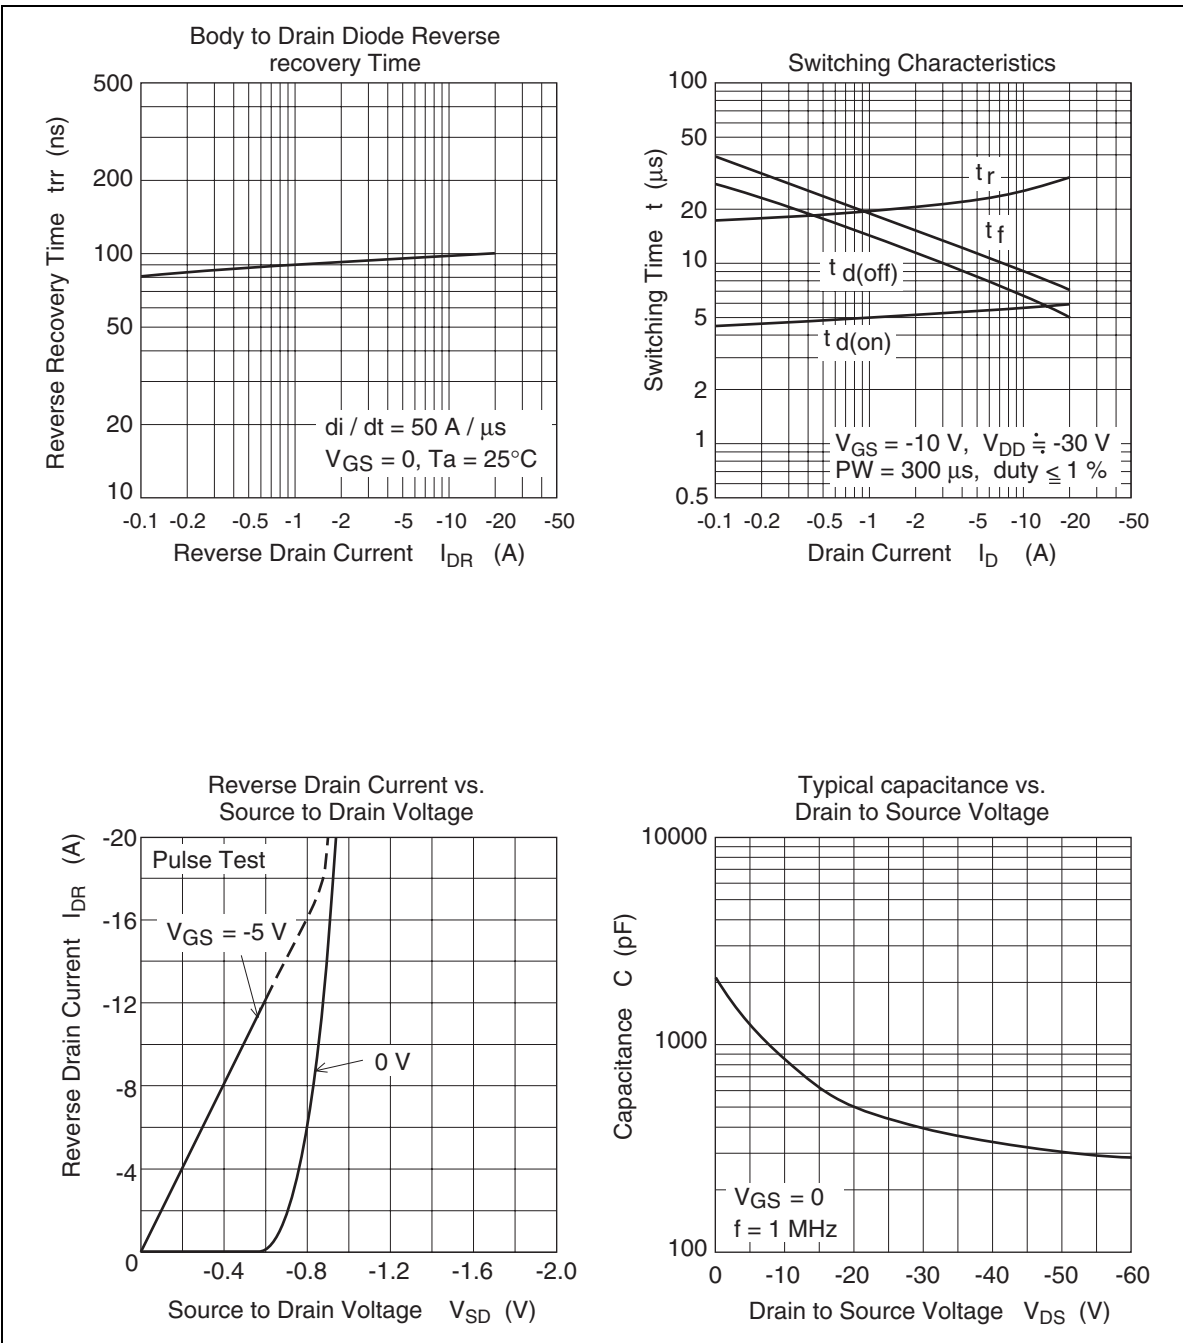 Body to Drain Diode Reverse
recovery Time
500
200
100
50
20
10
Reverse Recovery Time trr (ns)
di / dt = 50 A / µs
VGS = 0, Ta = 25°C
-0.1 -0.2 -0.5 -1 -2 -5 -10 -20 -50
Reverse Drain Current IDR (A)
Switching Characteristics
100
50
20
10
5
2
1
0.5
Switching Time t (µs)
tr
tf
td(off)
td(on)
VGS = -10 V, VDD ≒ -30 V
PW = 300 µs, duty ≦ 1 %
-0.1 -0.2 -0.5 -1 -2 -5 -10 -20 -50
Drain Current ID (A)
Reverse Drain Current vs.
Source to Drain Voltage
-20
-16
-12
-8
-4
0
Reverse Drain Current IDR (A)
Pulse Test
VGS = -5 V
0 V
-0.4 -0.8 -1.2 -1.6 -2.0
Source to Drain Voltage VSD (V)
Typical capacitance vs.
Drain to Source Voltage
10000
1000
100
Capacitance C (pF)
VGS = 0
f = 1 MHz
0 -10 -20 -30 -40 -50 -60
Drain to Source Voltage VDS (V)